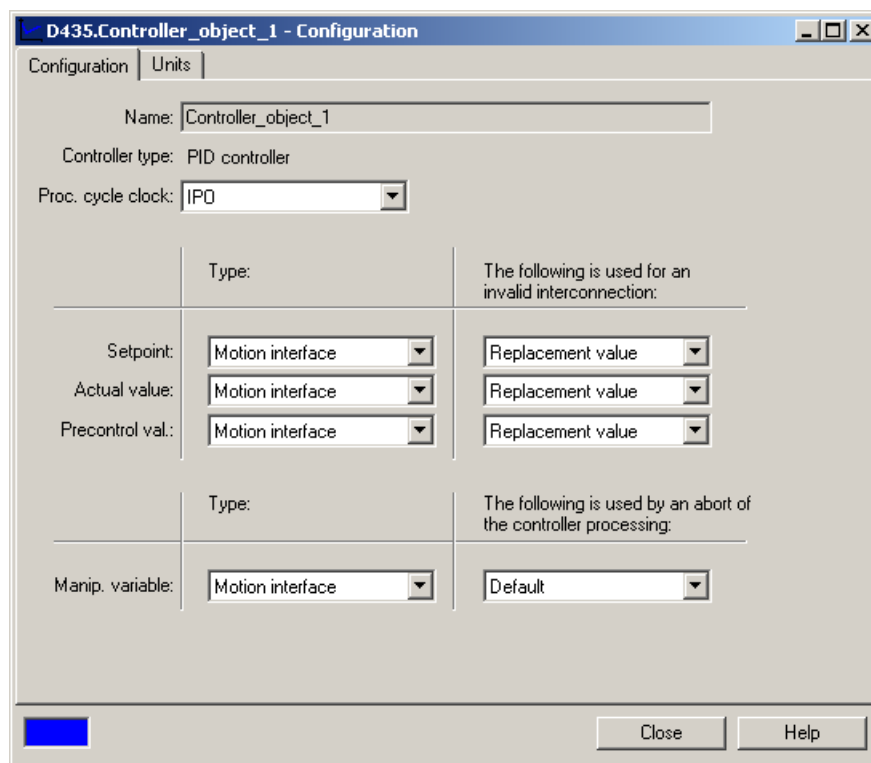 D435.Controller_object_1 - Configuration
Configuration Units
Name: Controller_object_1
Controller type: PID controller
Proc. cycle clock: IPO
Type: The following is used for an
invalid interconnection:
Setpoint: Motion interface Replacement value
Actual value: Motion interface Replacement value
Precontrol val.: Motion interface Replacement value
Type: The following is used by an abort of
the controller processing:
Manip. variable: Motion interface Default
Close Help